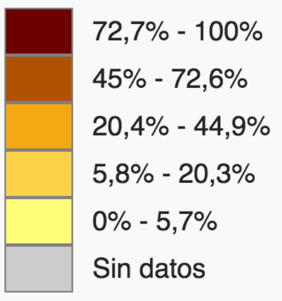 72,7% - 100%
45% - 72,6%
20,4% - 44,9%
5,8% - 20,3%
0% - 5,7%
Sin datos